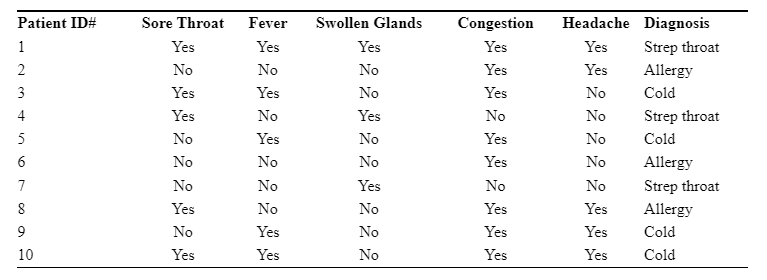 Patient ID# Sore Throat Fever Swollen Glands Congestion Headache Diagnosis
1 Yes Yes Yes Yes Yes Strep throat
2 No No No Yes Yes Allergy
3 Yes Yes No Yes No Cold
4 Yes No Yes No No Strep throat
5 No Yes No Yes No Cold
6 No No No Yes No Allergy
7 No No Yes No No Strep throat
8 Yes No No Yes Yes Allergy
9 No Yes No Yes Yes Cold
10 Yes Yes No Yes Yes Cold